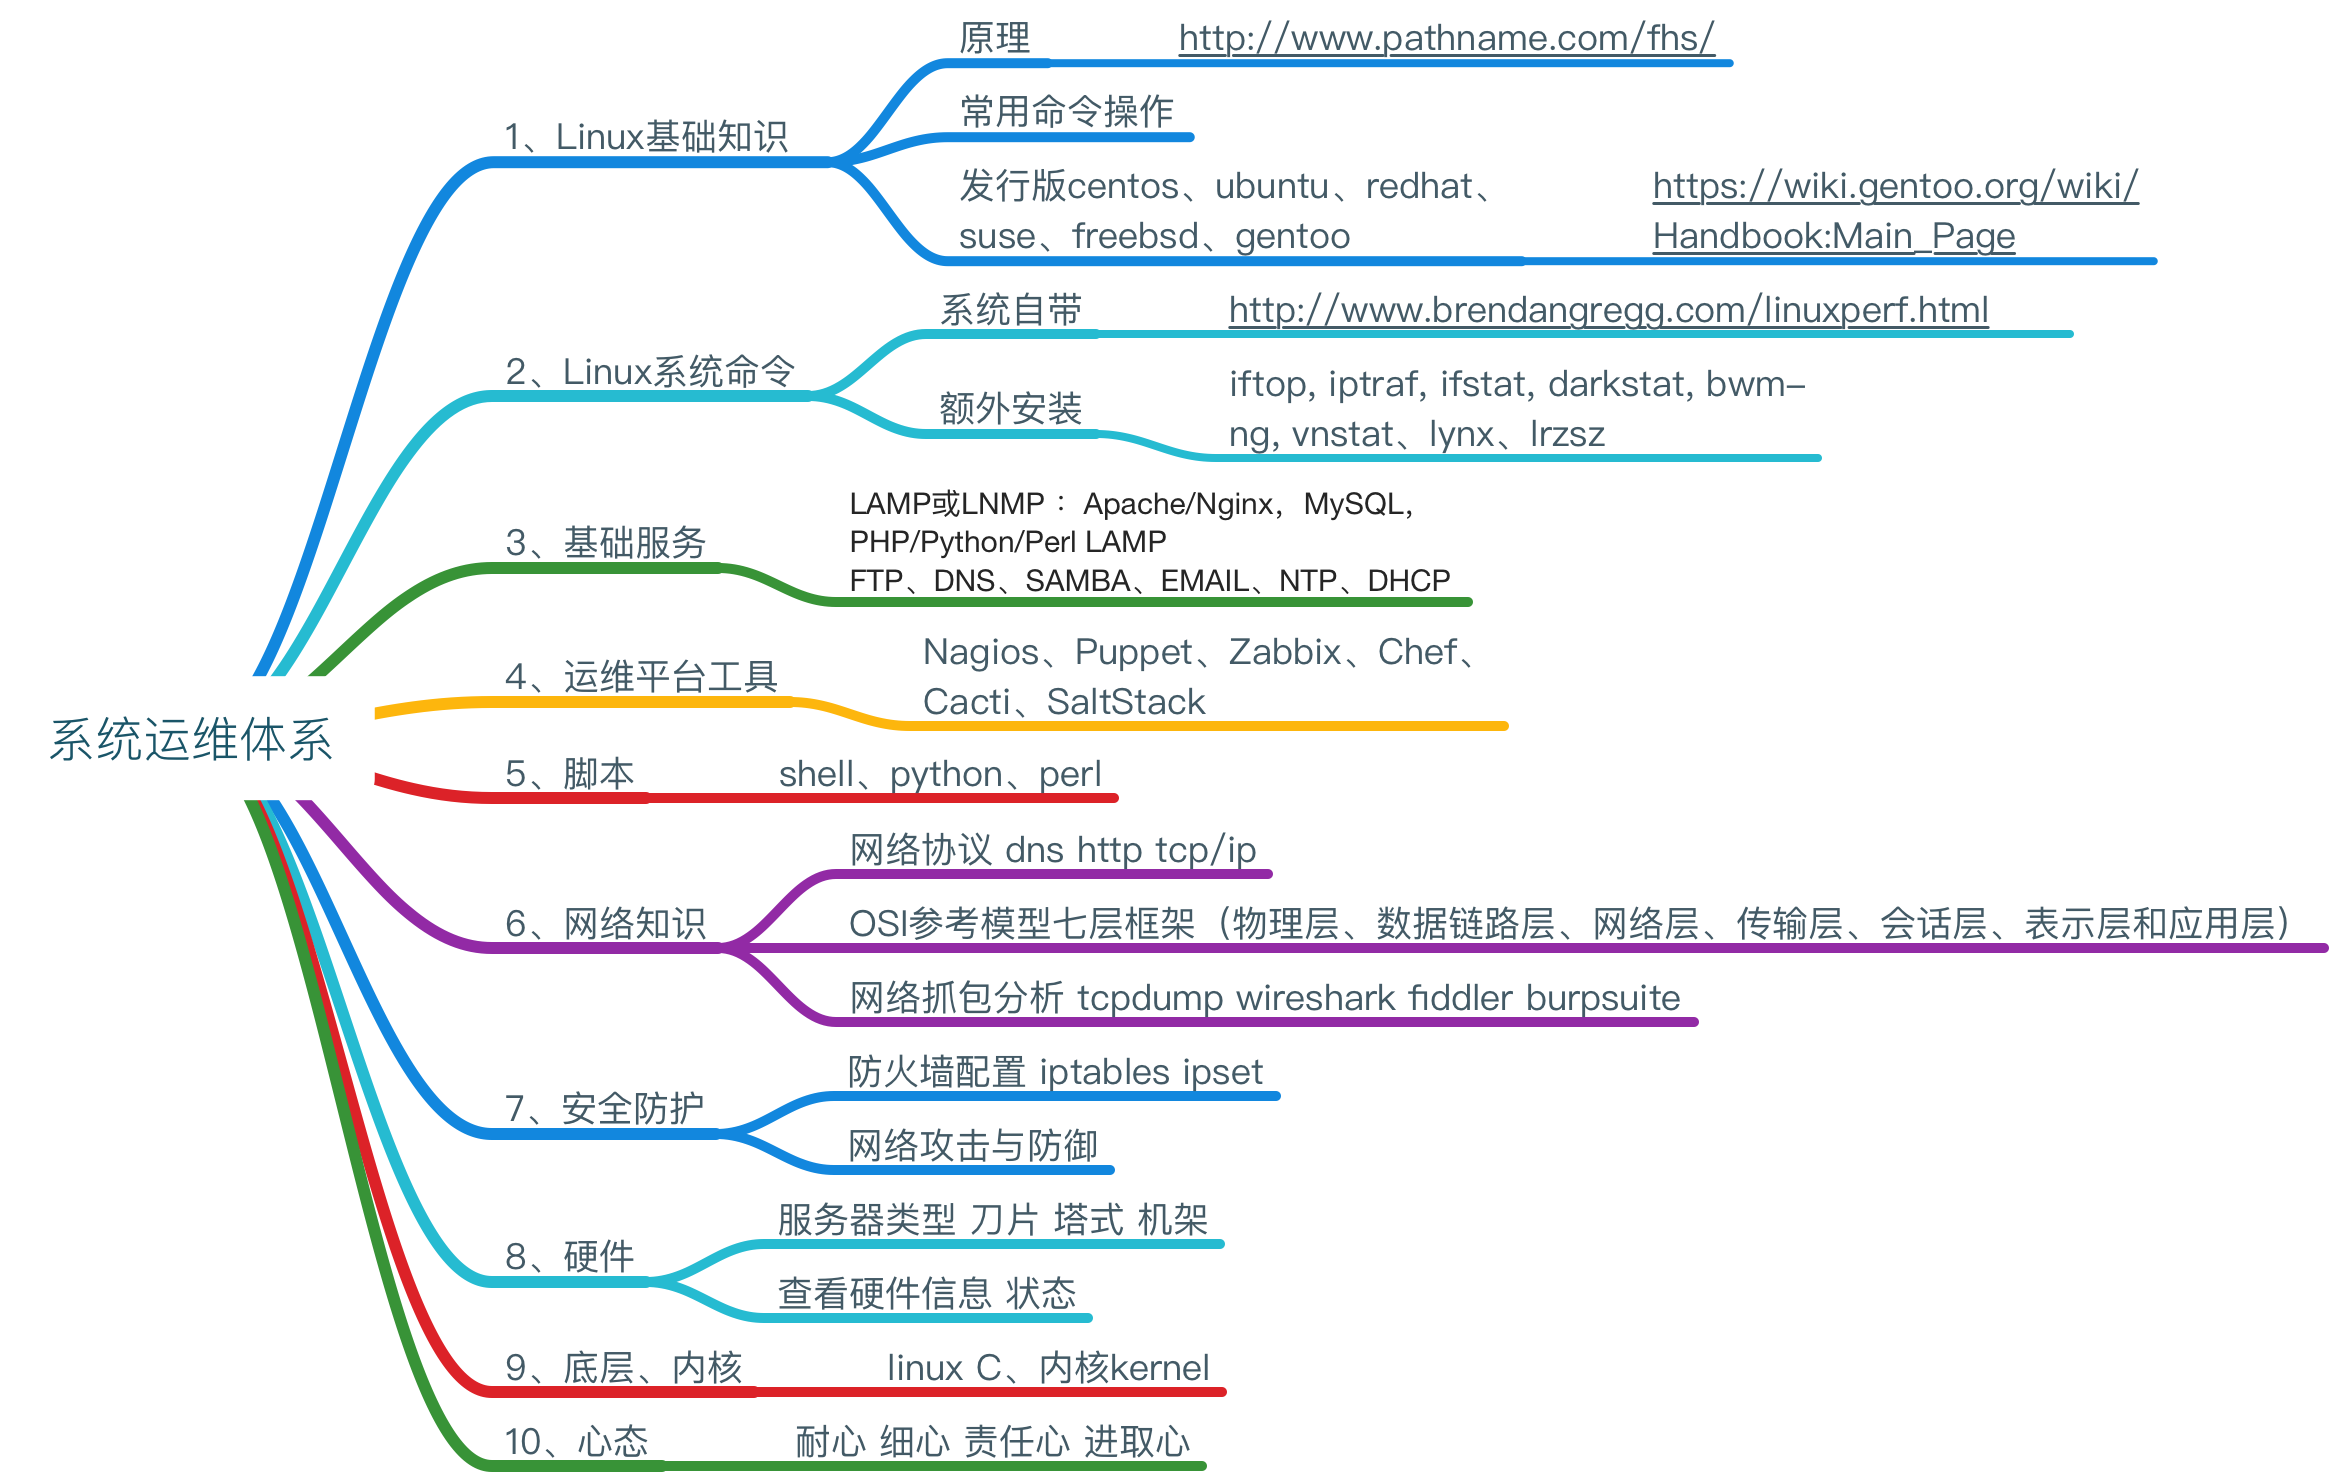 系统运维体系
1、Linux基础知识
原理
http://www.pathname.com/fhs/
常用命令操作
发行版centos、ubuntu、redhat、
suse、freebsd、gentoo
https://wiki.gentoo.org/wiki/
Handbook:Main_Page
2、Linux系统命令
系统自带
http://www.brendangregg.com/linuxperf.html
额外安装
iftop, iptraf, ifstat, darkstat, bwm-
ng, vnstat、lynx、lrzsz
3、基础服务
LAMP或LNMP： Apache/Nginx，MySQL，
PHP/Python/Perl LAMP
FTP、DNS、SAMBA、EMAIL、NTP、DHCP
4、运维平台工具
Nagios、Puppet、Zabbix、Chef、
Cacti、SaltStack
5、脚本
shell、python、perl
6、网络知识
网络协议 dns http tcp/ip
OSI参考模型七层框架（物理层、数据链路层、网络层、传输层、会话层、表示层和应用层）
网络抓包分析 tcpdump wireshark fiddler burpsuite
7、安全防护
防火墙配置 iptables ipset
网络攻击与防御
8、硬件
服务器类型 刀片 塔式 机架
查看硬件信息 状态
9、底层、内核
linux C、内核kernel
10、心态
耐心 细心 责任心 进取心